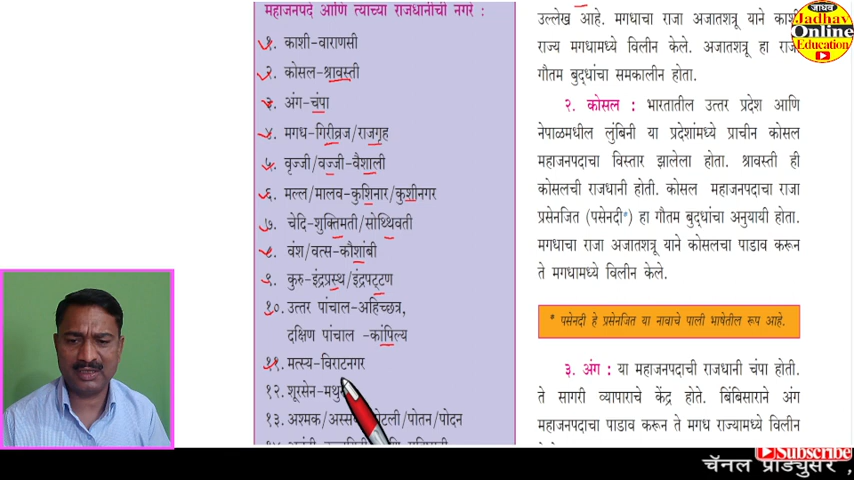 महाजनपदे आणि त्याच्या राजधानीची नगरे :
१. काशी-वाराणसी
२. कोसल-श्रावस्ती
३. अंग-चंपा
४. मगध-गिरीव्रज/राजगृह
५. वृज्जी/वज्जी-वैशाली
६. मल्ल/मालव-कुशिनार/कुशीनगर
७. चेदि-शुक्तिमती/सोत्थिवती
८. वंश/वत्स-कौशांबी
९. कुरु-इंद्रप्रस्थ/इंद्रपट्टण
१०. उत्तर पांचाल-अहिच्छत्र,
दक्षिण पांचाल -कांपिल्य
११. मत्स्य-विराटनगर
१२. शूरसेन-
१३. अश्मक/ /पोतन/पोदन
उल्लेख आहे. मगधाचा राजा अजातशत्रू याने काशी
राज्य मगधामध्ये विलीन केले. अजातशत्रू हा
गौतम बुद्धांचा समकालीन होता.
२. कोसल : भारतातील उत्तर प्रदेश आणि
नेपाळमधील लुंबिनी या प्रदेशांमध्ये प्राचीन कोसल
महाजनपदाचा विस्तार झालेला होता. श्रावस्ती ही
कोसलची राजधानी होती. कोसल महाजनपदाचा राजा
प्रसेनजित (पसेनदी*) हा गौतम बुद्धांचा अनुयायी होता.
मगधाचा राजा अजातशत्रू याने कोसलचा पाडाव करून
ते मगधामध्ये विलीन केले.
* पसेनदी हे प्रसेनजित या नावाचे पाली भाषेतील रूप आहे.
३. अंग : या महाजनपदाची राजधानी चंपा होती.
ते सागरी व्यापाराचे केंद्र होते. बिंबिसाराने अंग
महाजनपदाचा पाडाव करून ते मगध राज्यामध्ये विलीन
जाधव
Jadhav
Online
Education
Subscribe
चॅनल प्रोड्युसर ,